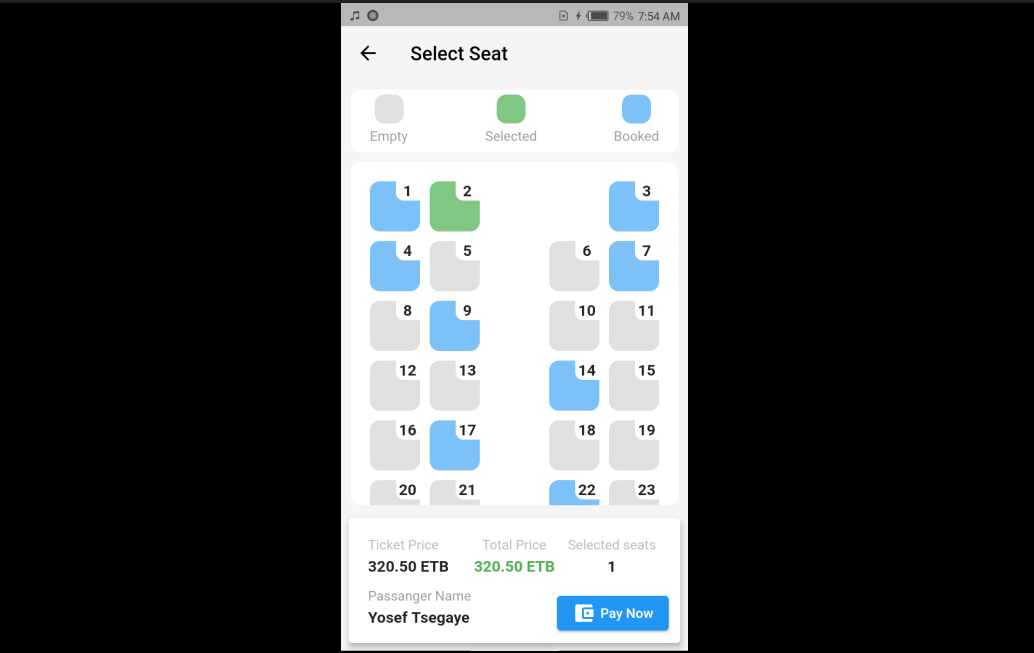 79% 7:54 AM
Select Seat
Empty Selected Booked
1 2 3
4 5 6 7
8 9 10 11
12 13 14 15
16 17 18 19
20 21 22 23
Ticket Price Total Price Selected seats
320.50 ETB 320.50 ETB 1
Passanger Name
Yosef Tsegaye
Pay Now